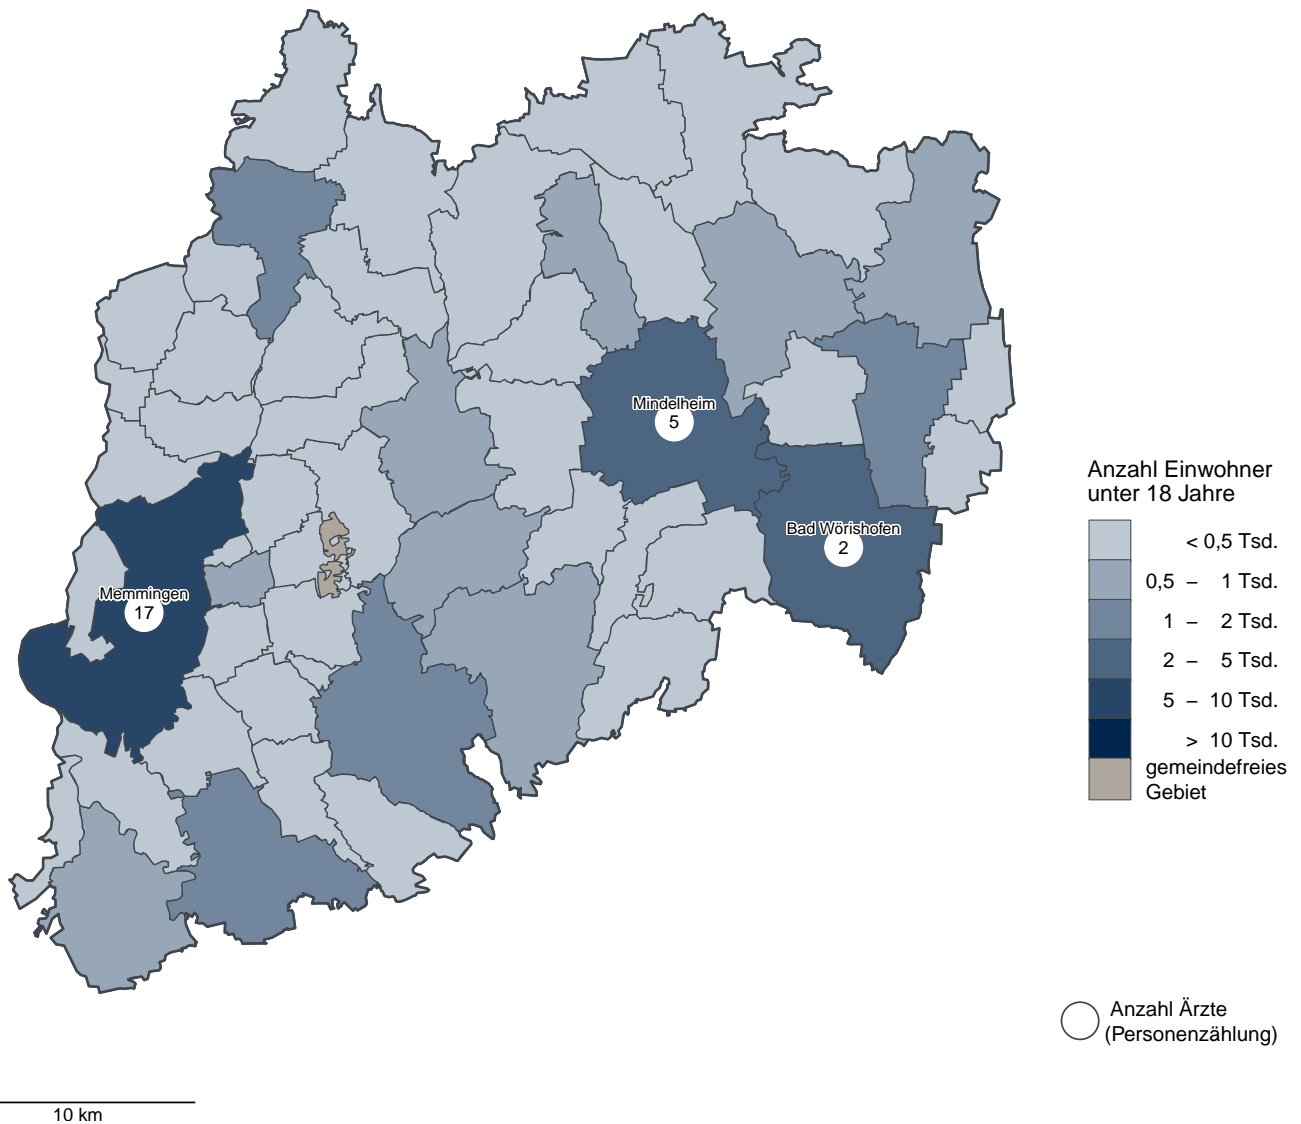 Mindelheim
5
Bad Wörishofen
2
Memmingen
17
Anzahl Einwohner
unter 18 Jahre
< 0,5 Tsd.
0,5 – 1 Tsd.
1 – 2 Tsd.
2 – 5 Tsd.
5 – 10 Tsd.
> 10 Tsd.
gemeindefreies
Gebiet
Anzahl Ärzte
(Personenzählung)
10 km